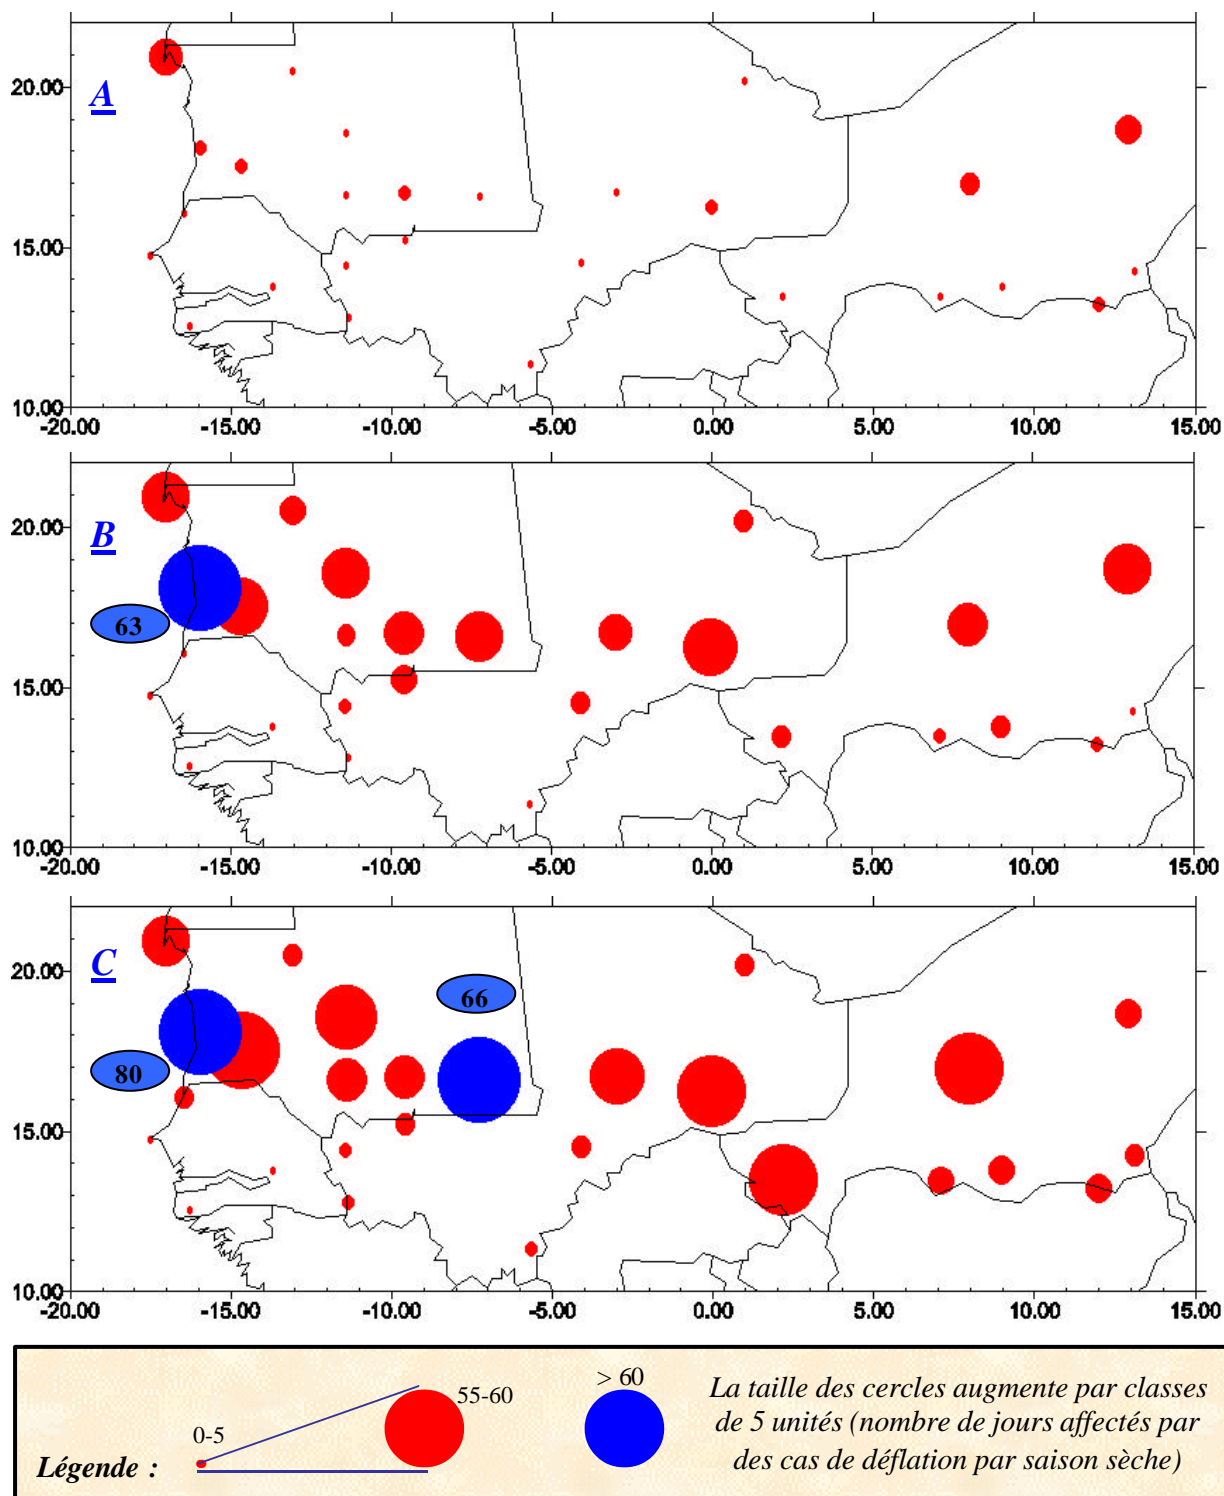 20.00
A
15.00
10.00
-20.00 -15.00 -10.00 -5.00 0.00 5.00 10.00 15.00
20.00
B
63
15.00
10.00
-20.00 -15.00 -10.00 -5.00 0.00 5.00 10.00 15.00
C
20.00
66
80
15.00
10.00
-20.00 -15.00 -10.00 -5.00 0.00 5.00 10.00 15.00
0-5
55-60
> 60
Légende :
La taille des cercles augmente par classes
de 5 unités (nombre de jours affectés par
des cas de déflation par saison sèche)